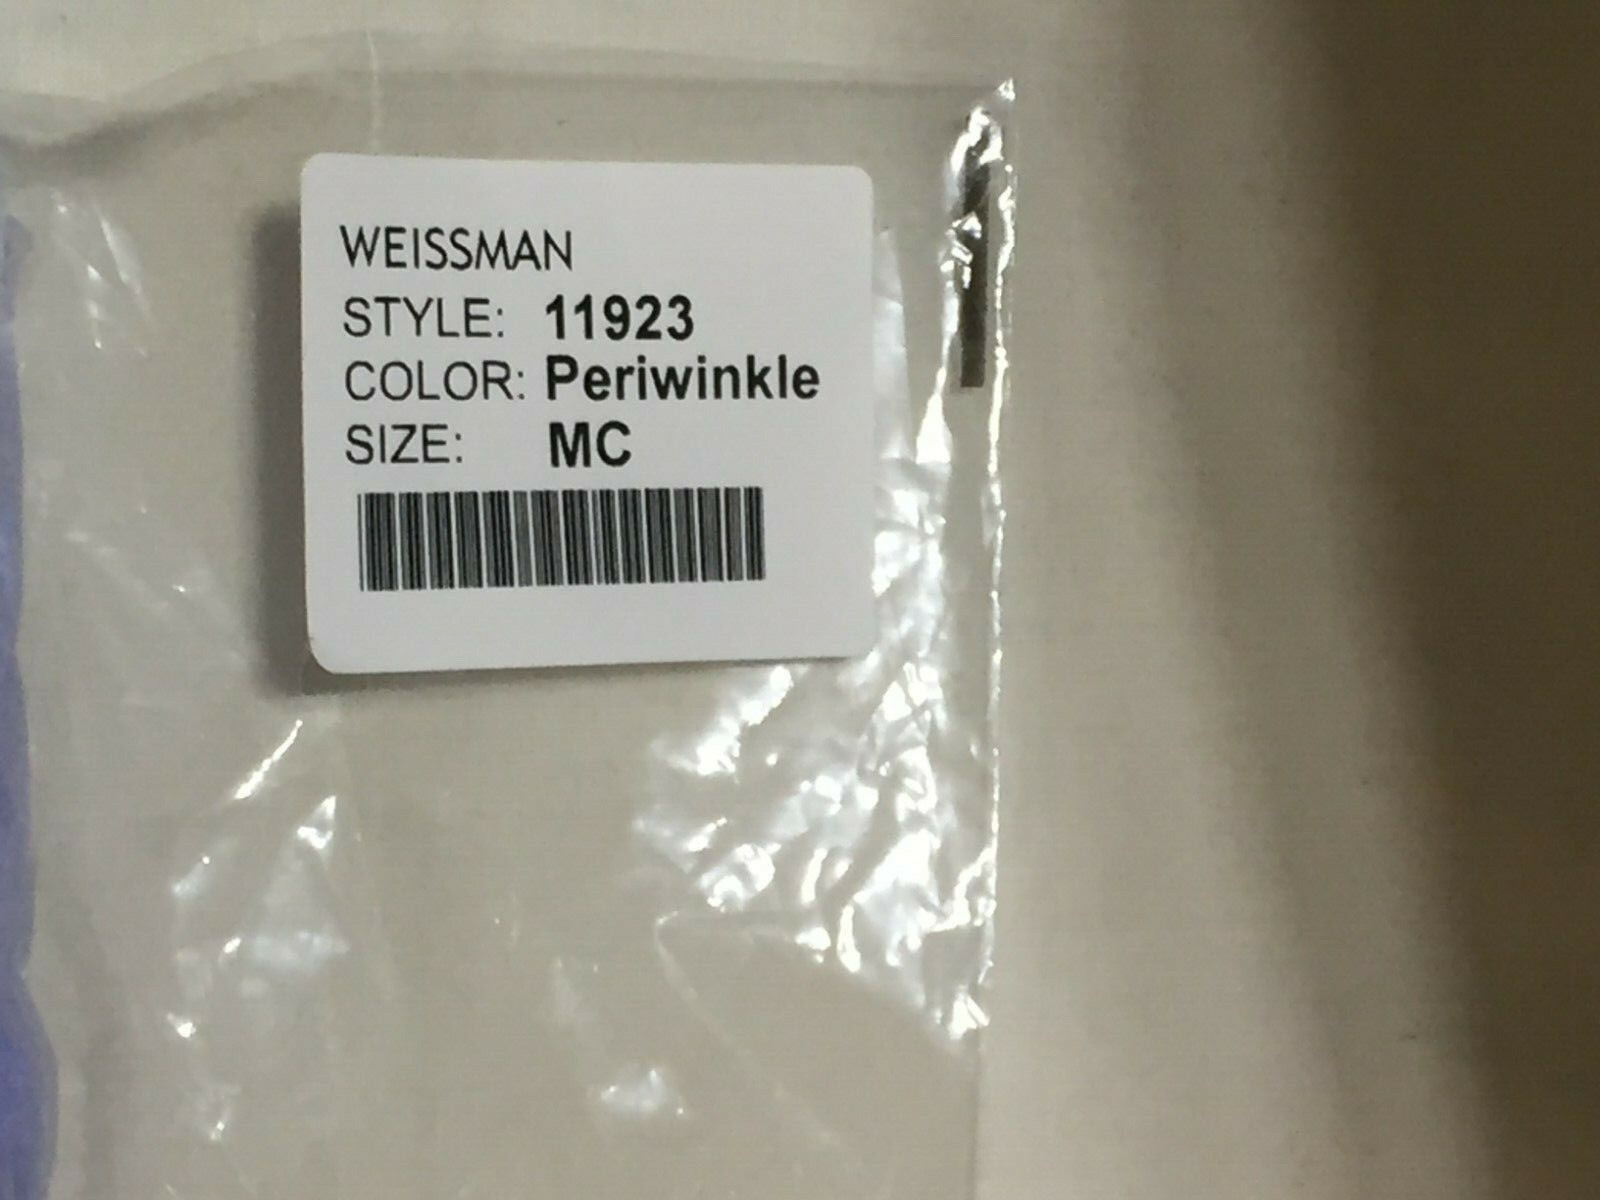 WEISSMAN
STYLE: 11923
COLOR: Periwinkle
SIZE: MC